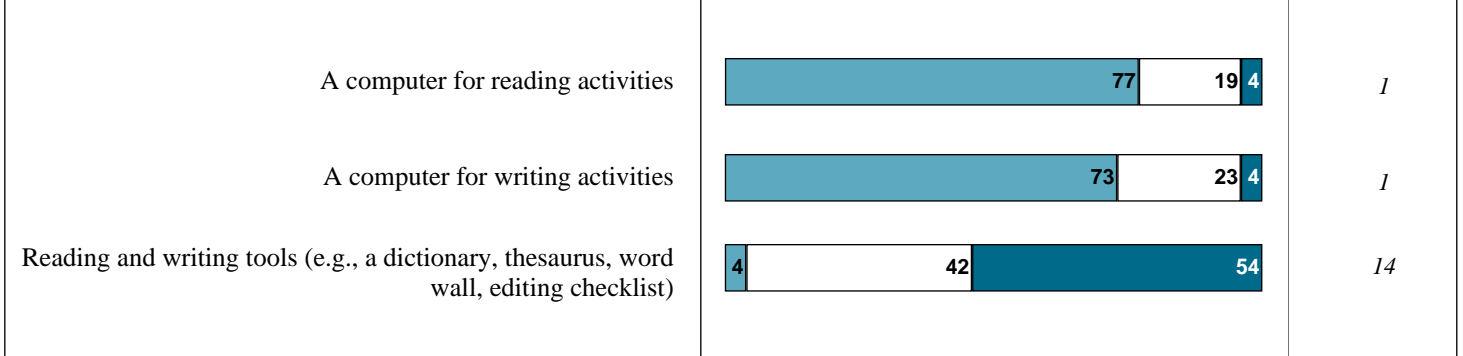 A computer for reading activities 77 19 4 1
A computer for writing activities 73 23 4 1
Reading and writing tools (e.g., a dictionary, thesaurus, word
wall, editing checklist) 4 42 54 14